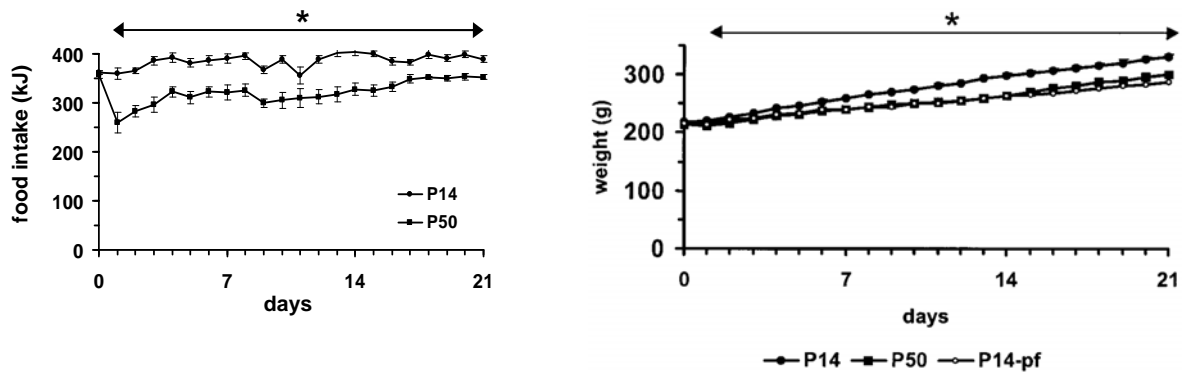 *
400
300
200
100
0
food intake (kJ)
P14
P50
0 7 14 21
days
*
300
200
100
0
weight (g)
0 7 14 21
days
P14 P50 P14-pf